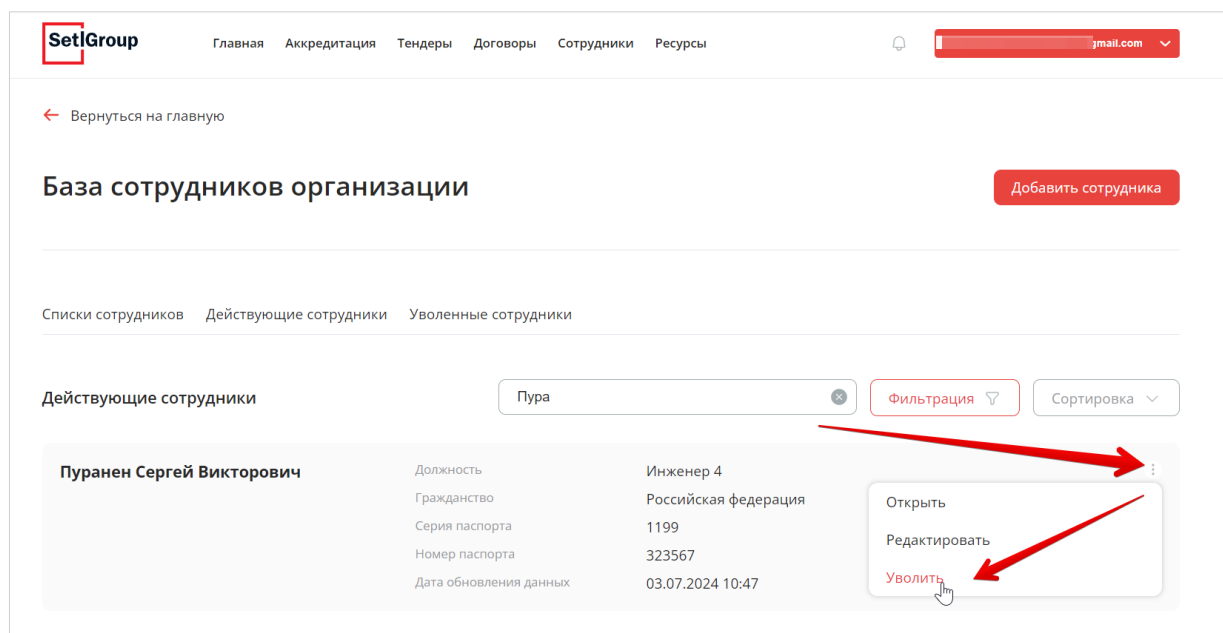 Setl Group
Главная Аккредитация Тендеры Договоры Сотрудники Ресурсы gmail.com
Вернуться на главную
База сотрудников организации Добавить сотрудника
Списки сотрудников Действующие сотрудники Уволенные сотрудники
Действующие сотрудники Пура Фильтрация Сортировка
Пуранен Сергей Викторович Должность Инженер 4
Гражданство Российская федерация Открыть
Серия паспорта 1199
Номер паспорта 323567 Редактировать
Дата обновления данных 03.07.2024 10:47 Уволить